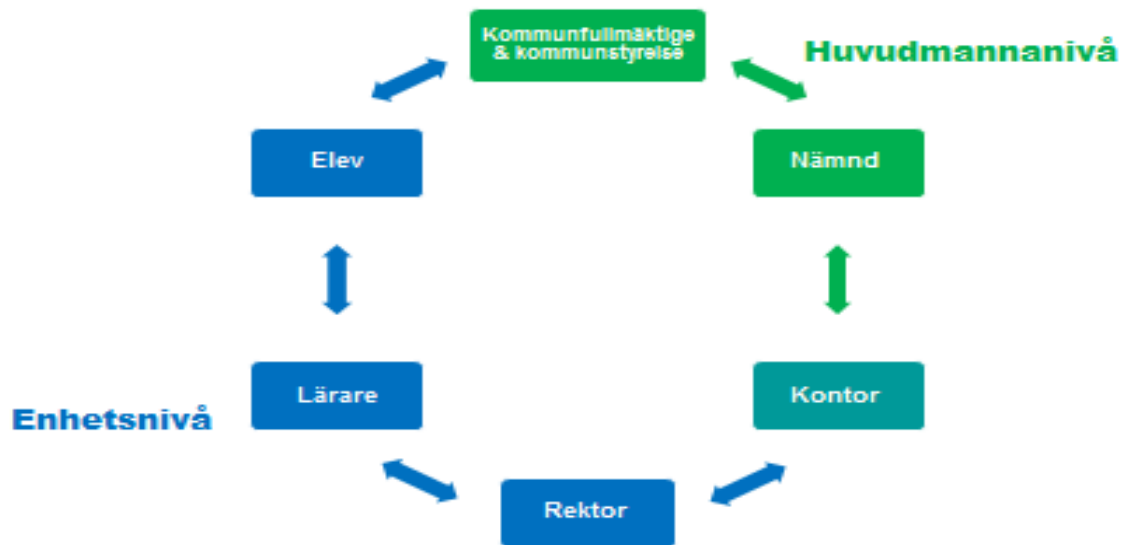 Kommunfullmäktige
& kommunstyrelse
Huvudmannanivå
Elev
Nämnd
Lärare
Kontor
Enhetsnivå
Rektor